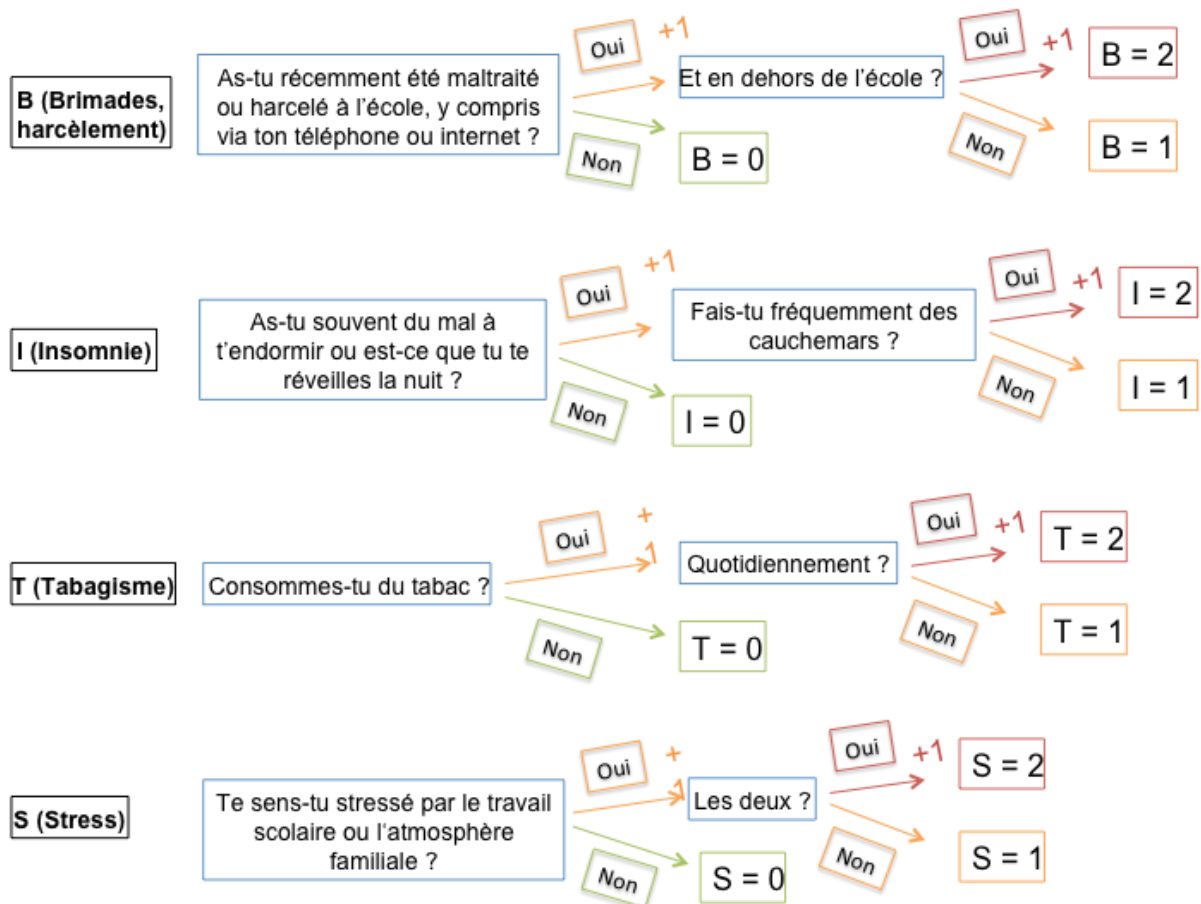 Oui +1
Oui +1
B = 2
B (Brimades,
harcèlement)
As-tu récemment été maltraité
ou harcelé à l'école, y compris
via ton téléphone ou internet ?
Et en dehors de l'école ?
Non
B = 0
Non
B = 1
Oui +1
Oui +1
I = 2
I (Insomnie)
As-tu souvent du mal à
t'endormir ou est-ce que tu te
réveilles la nuit ?
Fais-tu fréquemment des
cauchemars ?
Non
I = 0
Non
I = 1
Oui +
1
Oui +1
T = 2
T (Tabagisme)
Consommes-tu du tabac ?
Quotidiennement ?
Non
T = 0
Non
T = 1
Oui +
1
Oui +1
S = 2
S (Stress)
Te sens-tu stressé par le travail
scolaire ou l'atmosphère
familiale ?
Les deux ?
Non
S = 0
Non
S = 1